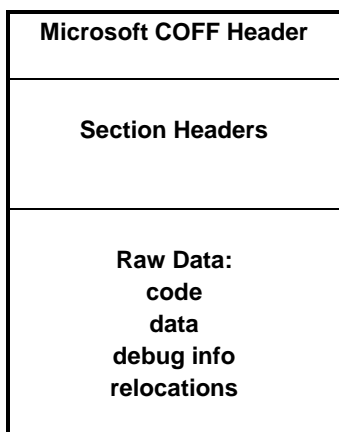 Microsoft COFF Header
Section Headers
Raw Data:
code
data
debug info
relocations